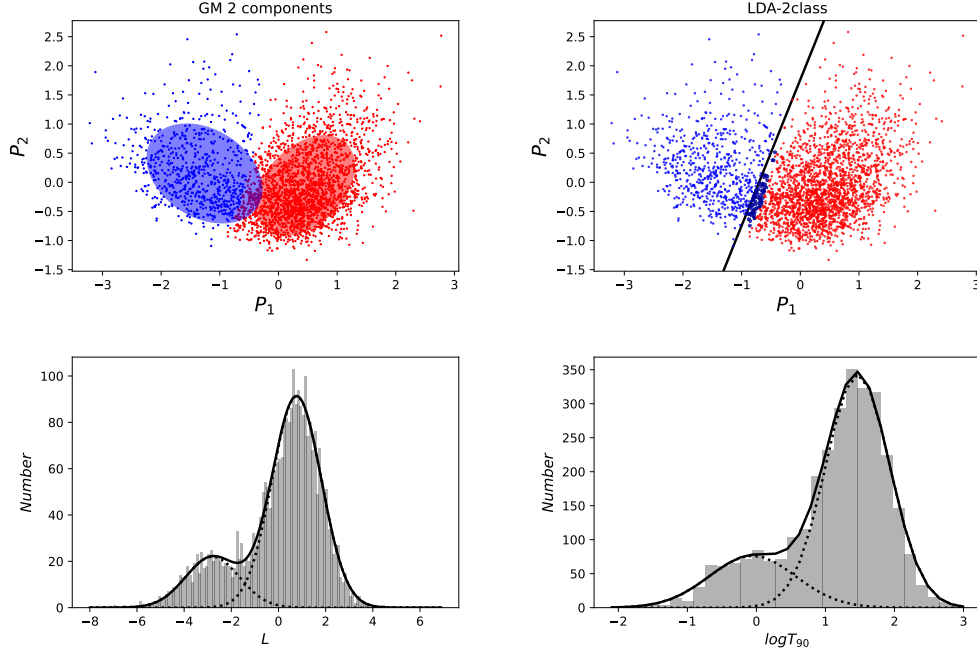 GM 2 components
2.5
2.0
1.5
1.0
0.5
0.0
−0.5
−1.0
−1.5
P2
−3 −2 −1 0 1 2 3
P1
LDA-2class
2.5
2.0
1.5
1.0
0.5
0.0
−0.5
−1.0
−1.5
P2
−3 −2 −1 0 1 2 3
P1
100
80
60
40
20
0
Number
−8 −6 −4 −2 0 2 4 6
L
350
300
250
200
150
100
50
0
Number
−2 −1 0 1 2 3
logT90